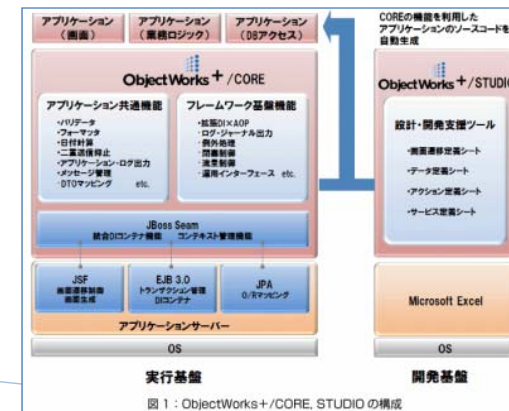 アプリケーション
（画面）
アプリケーション
（業務ロジック）
アプリケーション
（DBアクセス）
COREの機能を利用した
アプリケーションのソースコードを
自動生成
ObjectWorks+/CORE
アプリケーション共通機能
・バリデータ
・フォーマッタ
・日付計算
・二重送信抑止
・アプリケーション・ログ出力
・メッセージ管理
・DTOマッピング etc.
フレームワーク基盤機能
・拡張DI×AOP
・ログ・ジャーナル出力
・例外処理
・閉塞制御
・流量制御
・運用インターフェース etc.
JBoss Seam
統合DIコンテナ機能 コンテキスト管理機能
JSF
画面遷移制御
画面生成
EJB 3.0
トランザクション管理
DIコンテナ
JPA
O/Rマッピング
アプリケーションサーバー
OS
実行基盤
ObjectWorks+/STUDIO
設計・開発支援ツール
・画面遷移定義シート
・データ定義シート
・アクション定義シート
・サービス定義シート
Microsoft Excel
OS
開発基盤
図1：ObjectWorks+/CORE, STUDIOの構成